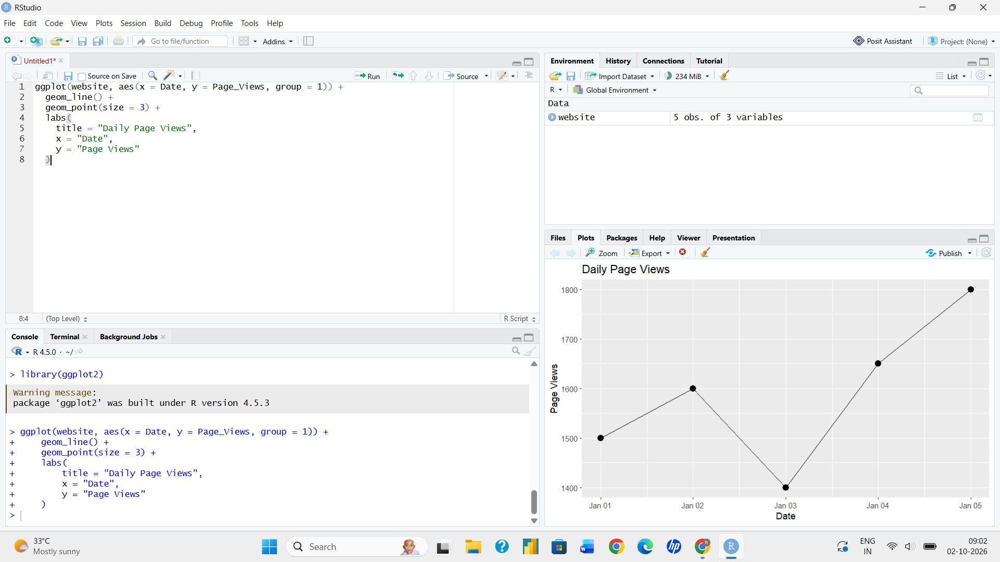 RStudio
File Edit Code View Plots Session Build Debug Profile Tools Help
Go to file/function Addins Posit Assistant Project: (None)
Untitled1*
Source on Save Run Source
1 ggplot(website, aes(x = Date, y = Page_Views, group = 1)) +
2 geom_line() +
3 geom_point(size = 3) +
4 labs(
5 title = "Daily Page Views",
6 x = "Date",
7 y = "Page Views"
8 )
8:4 (Top Level) R Script
Console Terminal Background Jobs
R 4.5.0 · ~/
> library(ggplot2)
Warning message:
package ‘ggplot2’ was built under R version 4.5.3
> ggplot(website, aes(x = Date, y = Page_Views, group = 1)) +
+ geom_line() +
+ geom_point(size = 3) +
+ labs(
+ title = "Daily Page Views",
+ x = "Date",
+ y = "Page Views"
+ )
>
Environment History Connections Tutorial
Import Dataset 234 MiB List
R Global Environment
Data
website 5 obs. of 3 variables
Files Plots Packages Help Viewer Presentation
Zoom Export Publish
Daily Page Views
1800
1700
1600
1500
1400
Page Views
Jan 01 Jan 02 Jan 03 Jan 04 Jan 05
Date
33°C
Mostly sunny
Search
ENG
IN
09:02
02-10-2026